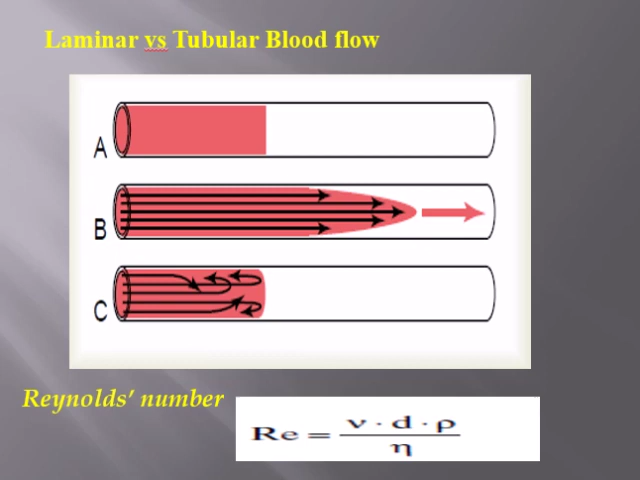 Laminar vs Tubular Blood flow
A
B
C
Reynolds’ number
Re = ν · d · ρ
η